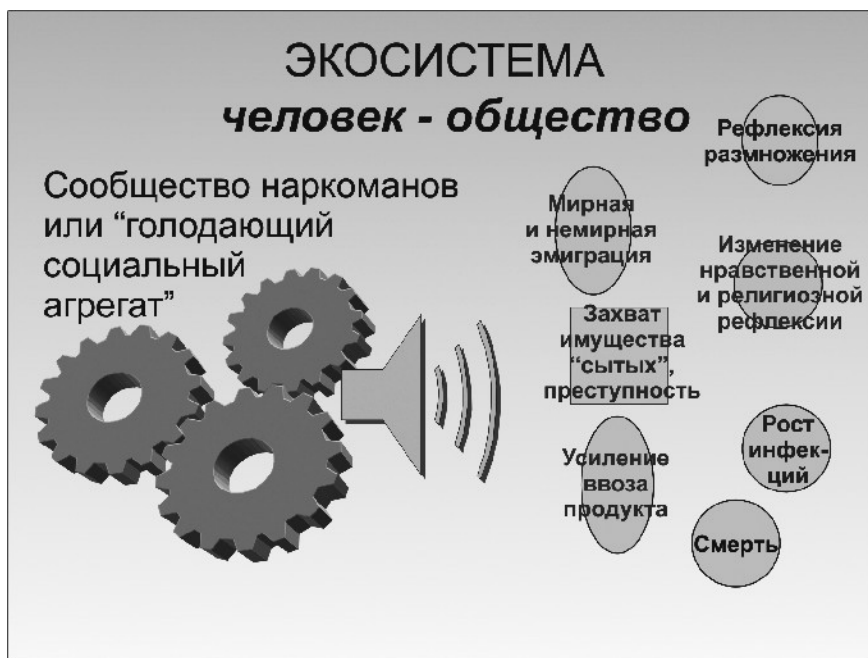 ЭКОСИСТЕМА
человек - общество
Сообщество наркоманов
или “голодающий
социальный
агрегат”
Рефлексия
размножения
Мирная
и немирная
эмиграция
Изменение
нравственной
и религиозной
рефлексии
Захват
имущества
“сытых”,
преступность
Рост
инфек-
ций
Усиление
ввоза
продукта
Смерть